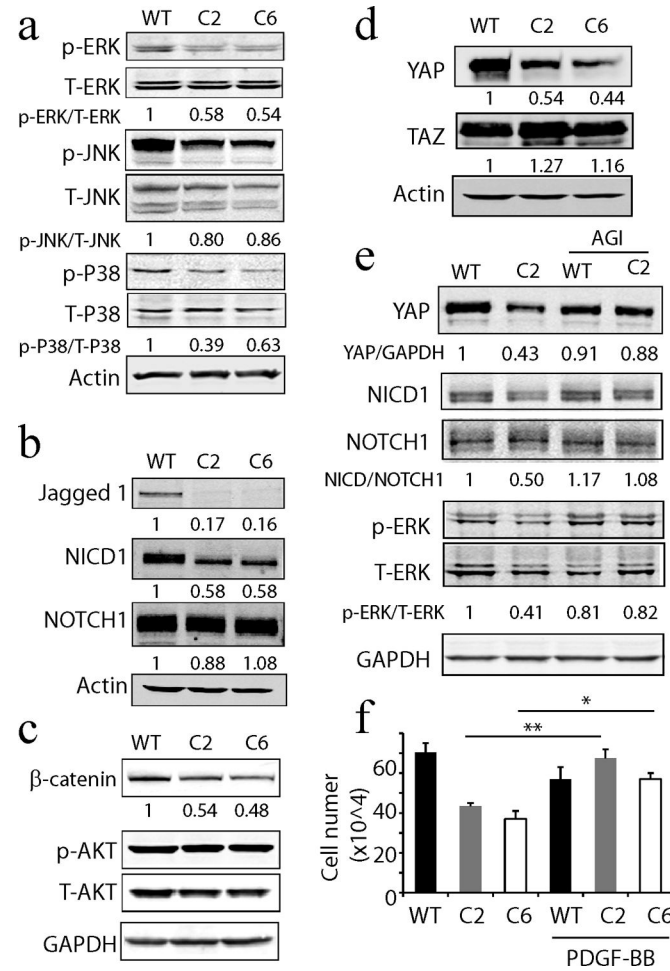 a
WT C2 C6
p-ERK
T-ERK
p-ERK/T-ERK 1 0.58 0.54
p-JNK
T-JNK
p-JNK/T-JNK 1 0.80 0.86
p-P38
T-P38
p-P38/T-P38 1 0.39 0.63
Actin
b
WT C2 C6
Jagged 1
1 0.17 0.16
NICD1
1 0.58 0.58
NOTCH1
1 0.88 1.08
Actin
c
WT C2 C6
β-catenin
1 0.54 0.48
p-AKT
T-AKT
GAPDH
d
WT C2 C6
YAP
1 0.54 0.44
TAZ
1 1.27 1.16
Actin
e
AGI
WT C2 WT C2
YAP
YAP/GAPDH 1 0.43 0.91 0.88
NICD1
NOTCH1
NICD/NOTCH1 1 0.50 1.17 1.08
p-ERK
T-ERK
p-ERK/T-ERK 1 0.41 0.81 0.82
GAPDH
f
*
**
Cell numer
(x10^4)
60
40
20
0
WT C2 C6 WT C2 C6
PDGF-BB